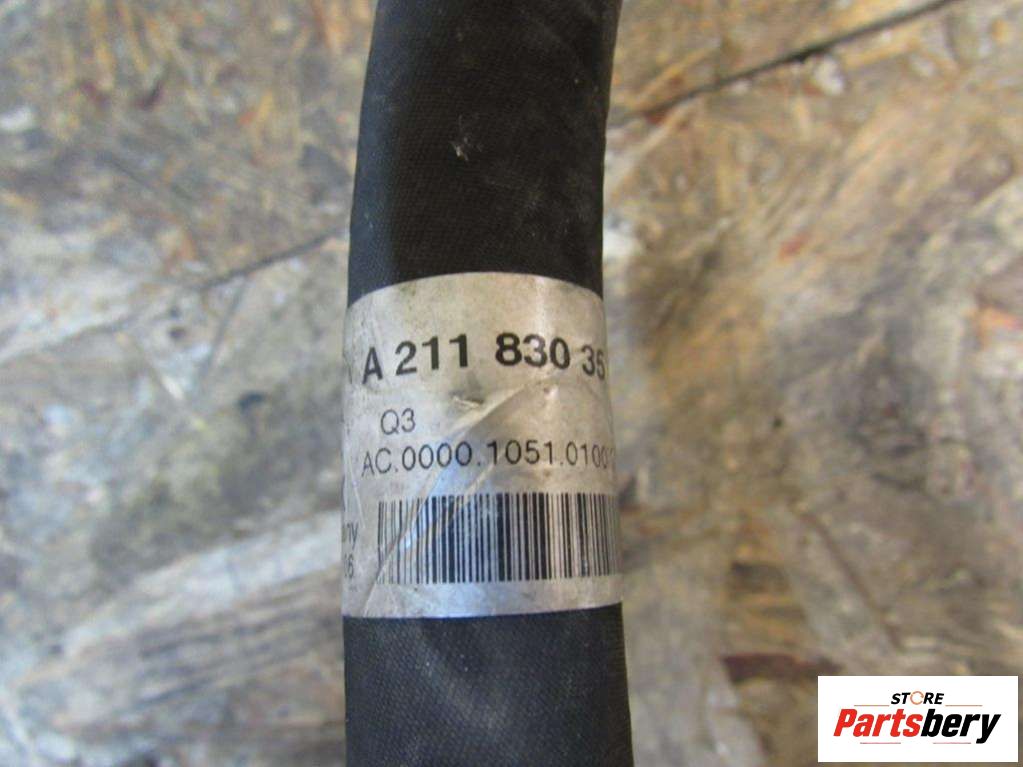 A 211 830 35
Q3
AC.0000.1051.0100
STORE
Partsbery